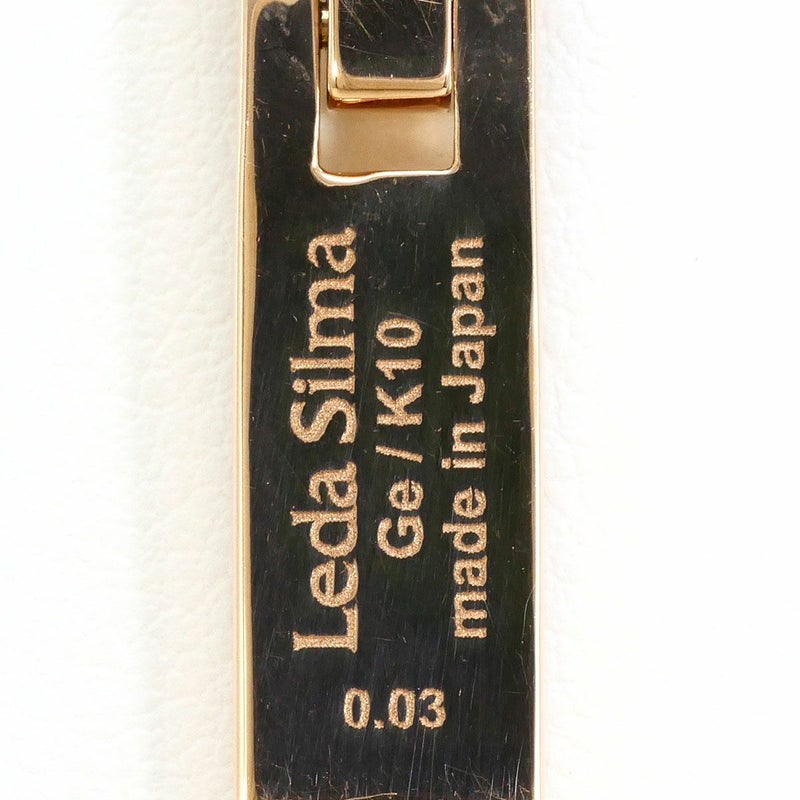 Leda Silma
Ge / K10
made in Japan
0.03